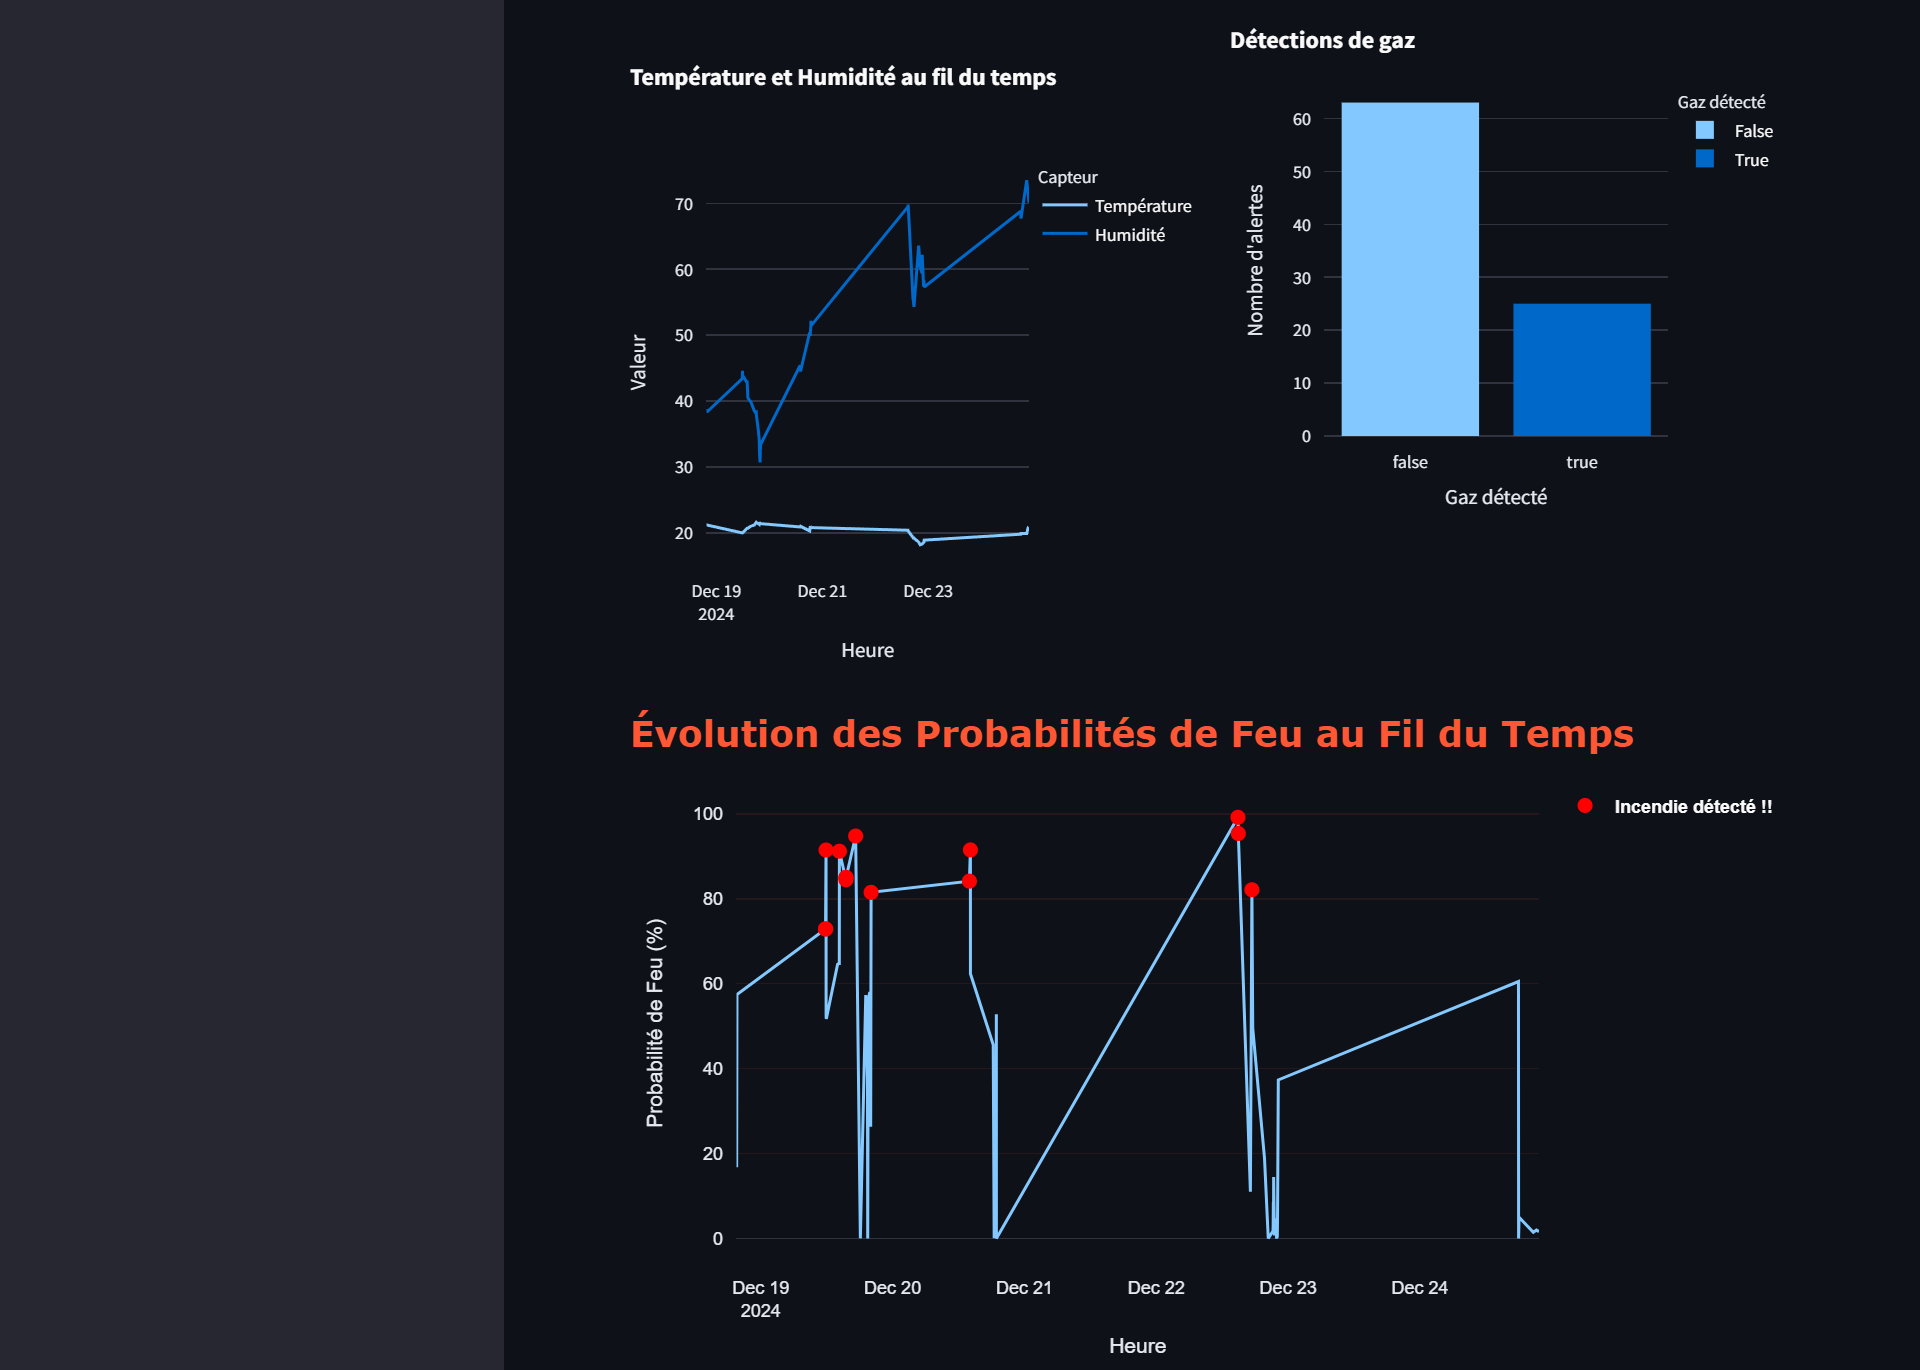 Température et Humidité au fil du temps
Capteur
Température
Humidité
Valeur
70
60
50
40
30
20
Dec 19
2024
Dec 21
Dec 23
Heure
Détections de gaz
Gaz détecté
False
True
Nombre d'alertes
60
50
40
30
20
10
0
false
true
Gaz détecté
Évolution des Probabilités de Feu au Fil du Temps
Incendie détecté !!
Probabilité de Feu (%)
100
80
60
40
20
0
Dec 19
2024
Dec 20
Dec 21
Dec 22
Dec 23
Dec 24
Heure